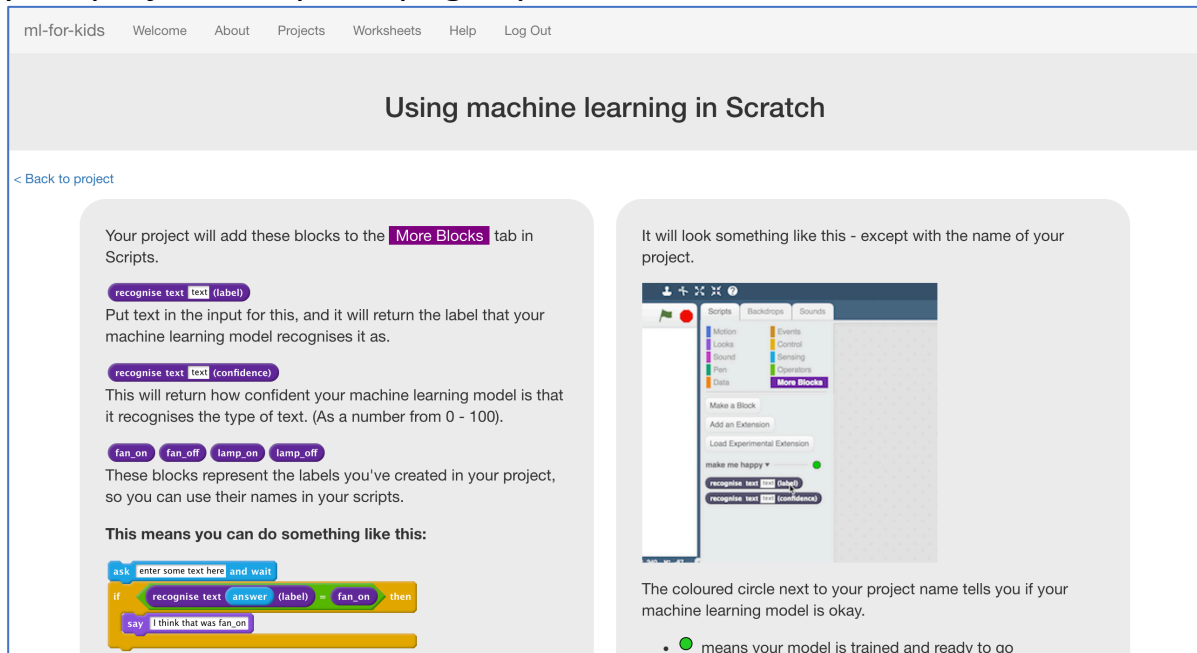 ml-for-kids Welcome About Projects Worksheets Help Log Out
Using machine learning in Scratch
< Back to project
Your project will add these blocks to the More Blocks tab in
Scripts.
recognise text text (label)
Put text in the input for this, and it will return the label that your
machine learning model recognises it as.
recognise text text (confidence)
This will return how confident your machine learning model is that
it recognises the type of text. (As a number from 0 - 100).
fan_on fan_off lamp_on lamp_off
These blocks represent the labels you've created in your project,
so you can use their names in your scripts.
This means you can do something like this:
ask enter some text here and wait
if recognise text answer (label) = fan_on then
say I think that was fan_on
It will look something like this - except with the name of your
project.
Scripts Backdrops Sounds
Motion Events
Looks Control
Sound Sensing
Pen Operators
Data More Blocks
Make a Block
Add an Extension
Load Experimental Extension
make me happy
recognise text text (label)
recognise text text (confidence)
The coloured circle next to your project name tells you if your
machine learning model is okay.
means your model is trained and ready to go